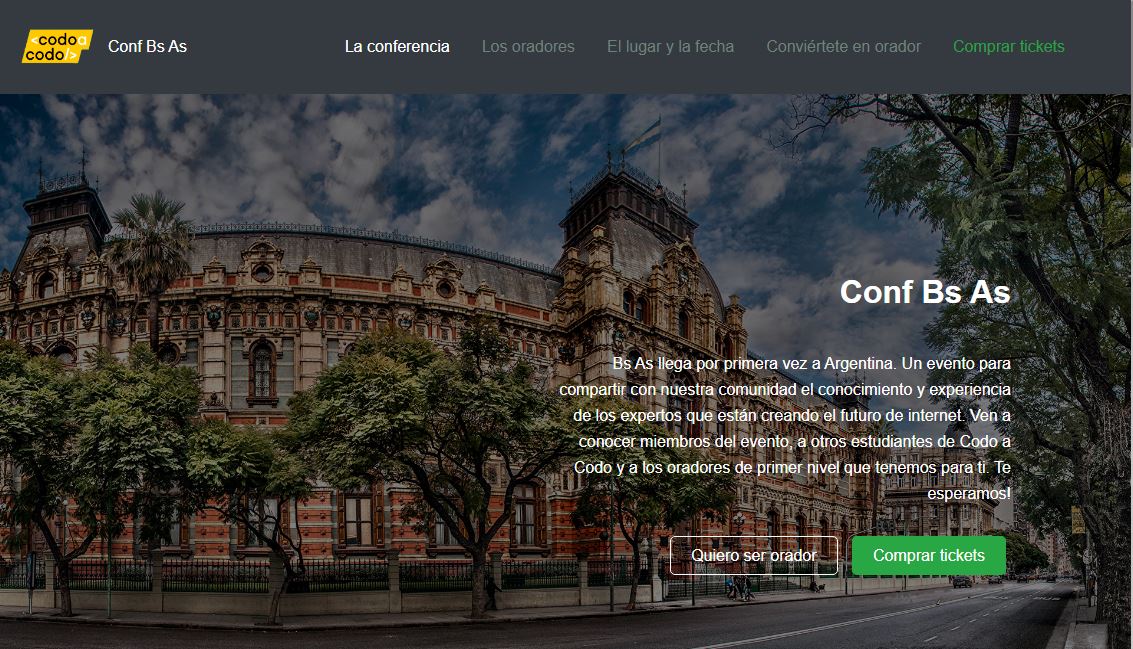 <codoa
codo/>
Conf Bs As
La conferencia
Los oradores
El lugar y la fecha
Conviértete en orador
Comprar tickets
Conf Bs As
Bs As llega por primera vez a Argentina. Un evento para
compartir con nuestra comunidad el conocimiento y experiencia
de los expertos que están creando el futuro de internet. Ven a
conocer miembros del evento, a otros estudiantes de Codo a
Codo y a los oradores de primer nivel que tenemos para ti. Te
esperamos!
Quiero ser orador
Comprar tickets